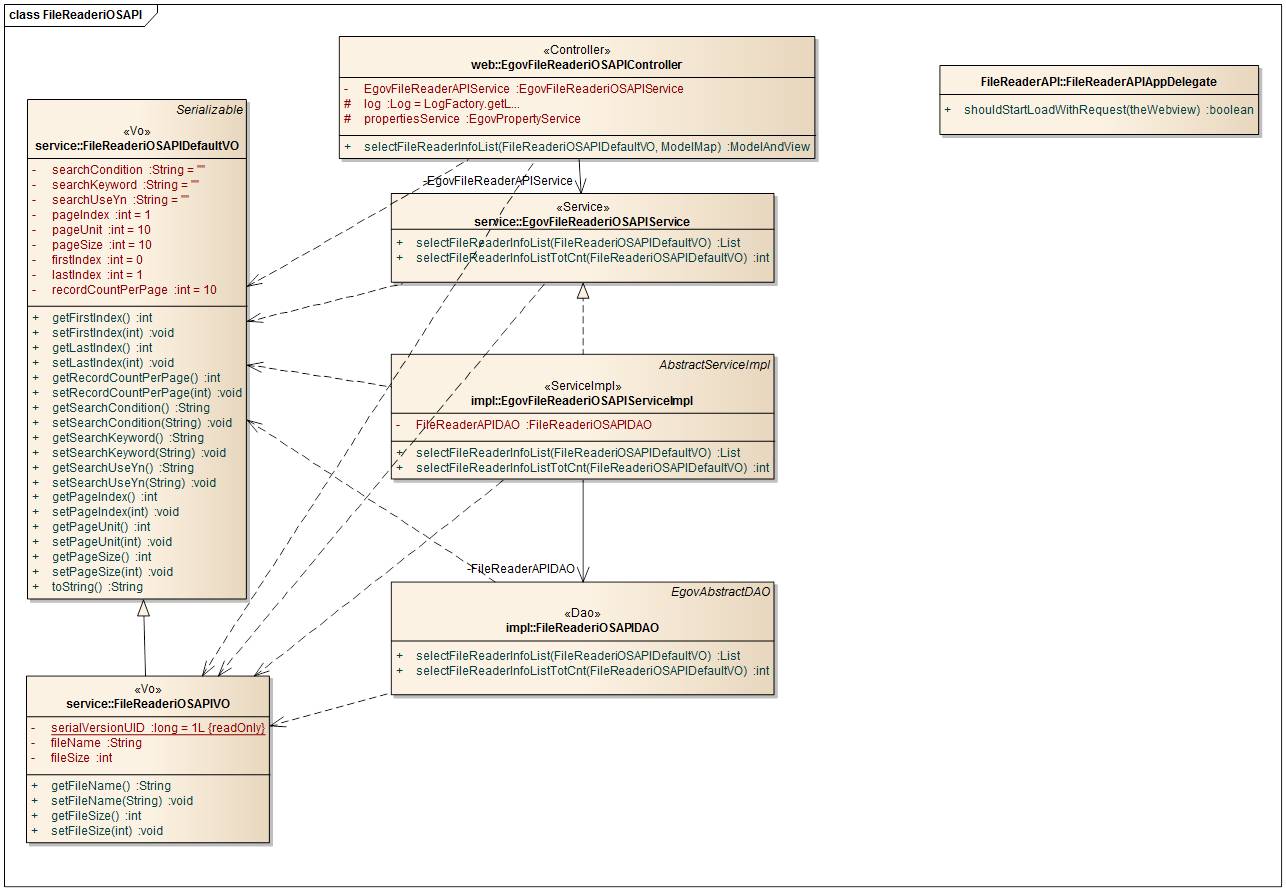 class FileReaderiOSAPI
«Controller»
web::EgovFileReaderiOSAPIController
- EgovFileReaderAPIService :EgovFileReaderiOSAPIService
# log :Log = LogFactory.getL...
# propertiesService :EgovPropertyService
+ selectFileReaderInfoList(FileReaderiOSAPIDefaultVO, ModelMap) :ModelAndView
FileReaderAPI::FileReaderAPIAppDelegate
+ shouldStartLoadWithRequest(theWebview) :boolean
Serializable
«Vo»
service::FileReaderiOSAPIDefaultVO
- searchCondition :String = ""
- searchKeyword :String = ""
- searchUseYn :String = ""
- pageIndex :int = 1
- pageUnit :int = 10
- pageSize :int = 10
- firstIndex :int = 0
- lastIndex :int = 1
- recordCountPerPage :int = 10
+ getFirstIndex() :int
+ setFirstIndex(int) :void
+ getLastIndex() :int
+ setLastIndex(int) :void
+ getRecordCountPerPage() :int
+ setRecordCountPerPage(int) :void
+ getSearchCondition() :String
+ setSearchCondition(String) :void
+ getSearchKeyword() :String
+ setSearchKeyword(String) :void
+ getSearchUseYn() :String
+ setSearchUseYn(String) :void
+ getPageIndex() :int
+ setPageIndex(int) :void
+ getPageUnit() :int
+ setPageUnit(int) :void
+ getPageSize() :int
+ setPageSize(int) :void
+ toString() :String
-EgovFileReaderAPIService
«Service»
service::EgovFileReaderiOSAPIService
+ selectFileReaderInfoList(FileReaderiOSAPIDefaultVO) :List
+ selectFileReaderInfoListTotCnt(FileReaderiOSAPIDefaultVO) :int
AbstractServiceImpl
«ServiceImpl»
impl::EgovFileReaderiOSAPIServiceImpl
- FileReaderAPIDAO :FileReaderiOSAPIDAO
+ selectFileReaderInfoList(FileReaderiOSAPIDefaultVO) :List
+ selectFileReaderInfoListTotCnt(FileReaderiOSAPIDefaultVO) :int
-FileReaderAPIDAO
EgovAbstractDAO
«Dao»
impl::FileReaderiOSAPIDAO
+ selectFileReaderInfoList(FileReaderiOSAPIDefaultVO) :List
+ selectFileReaderInfoListTotCnt(FileReaderiOSAPIDefaultVO) :int
«Vo»
service::FileReaderiOSAPIVO
- serialVersionUID :long = 1L {readOnly}
- fileName :String
- fileSize :int
+ getFileName() :String
+ setFileName(String) :void
+ getFileSize() :int
+ setFileSize(int) :void